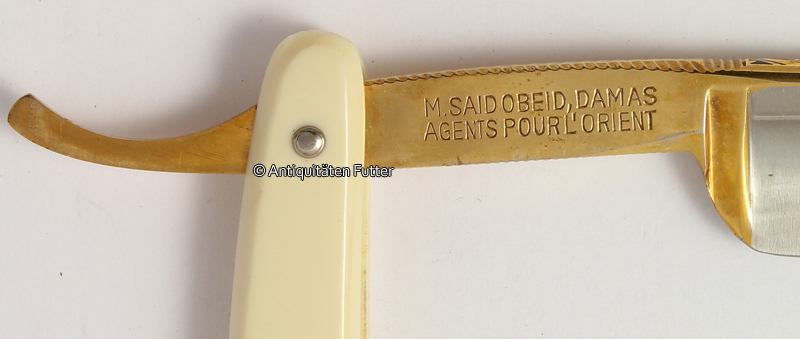 M. SAID OBEID, DAMAS
AGENTS POUR L'ORIENT
© Antiquitäten Futter